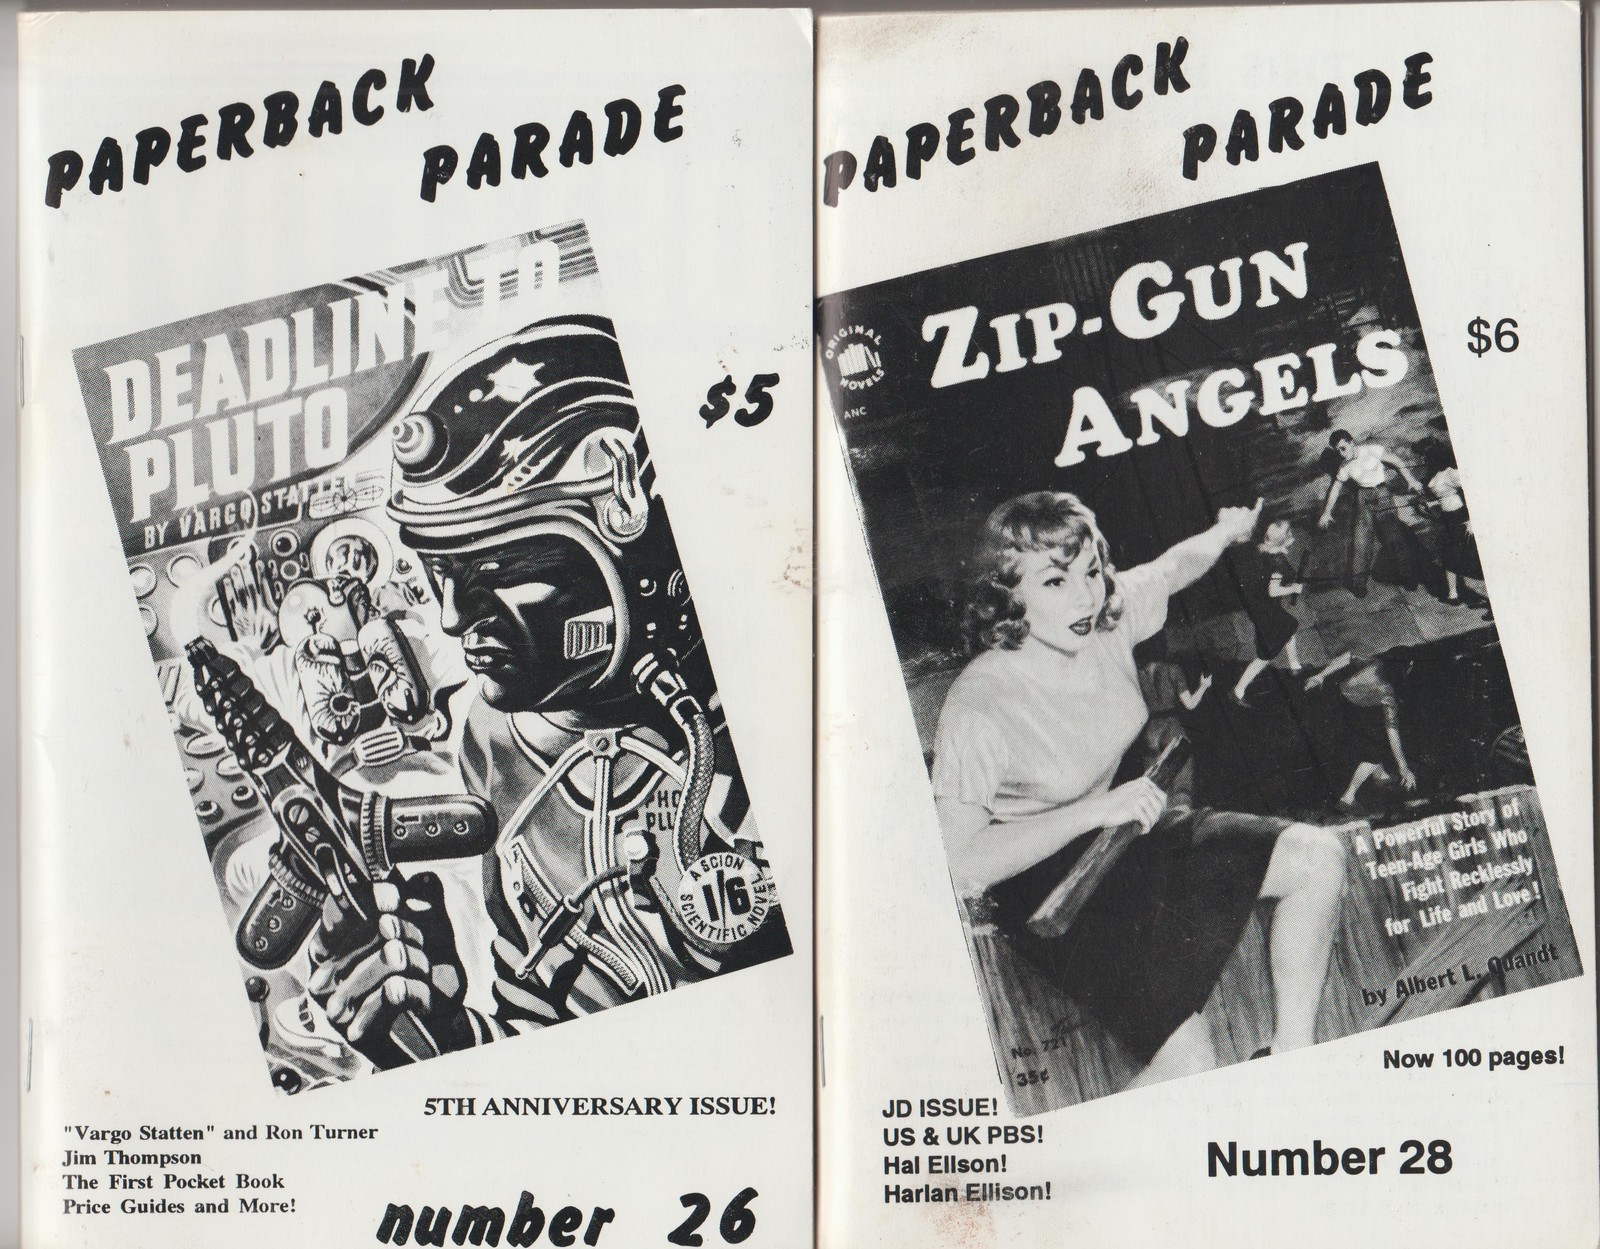 PAPERBACK
PARADE
DEADLINE TO
PLUTO
BY VARGO STATTEN
$5
A SCION
1/6
SCIENTIFIC NOVEL
5TH ANNIVERSARY ISSUE!
"Vargo Statten" and Ron Turner
Jim Thompson
The First Pocket Book
Price Guides and More!
number 26
PAPERBACK
PARADE
ORIGINAL
NOVELS
ANC
ZIP-GUN
ANGELS
$6
A Powerful Story of
Teen-Age Girls Who
Fight Recklessly
for Life and Love!
by Albert L. Quandt
No. 721
35¢
Now 100 pages!
JD ISSUE!
US & UK PBS!
Hal Ellson!
Harlan Ellison!
Number 28